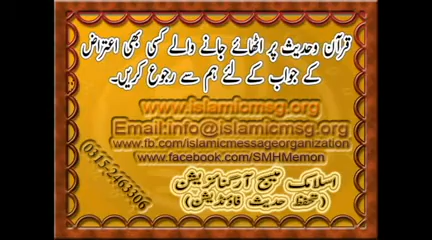 قرآن وحدیث پر اٹھائے جانے والے کسی بھی اعتراض
کے جواب کے لئے ہم سے رجوع کریں۔
www.islamicmsg.org
Email:info@islamicmsg.org
www.fb.com/islamicmessageorganization
www.facebook.com/SMHMemon
0315-2463306
اسلامک میسج آرگنائزیشن
(تحفظ حدیث فاؤنڈیشن)